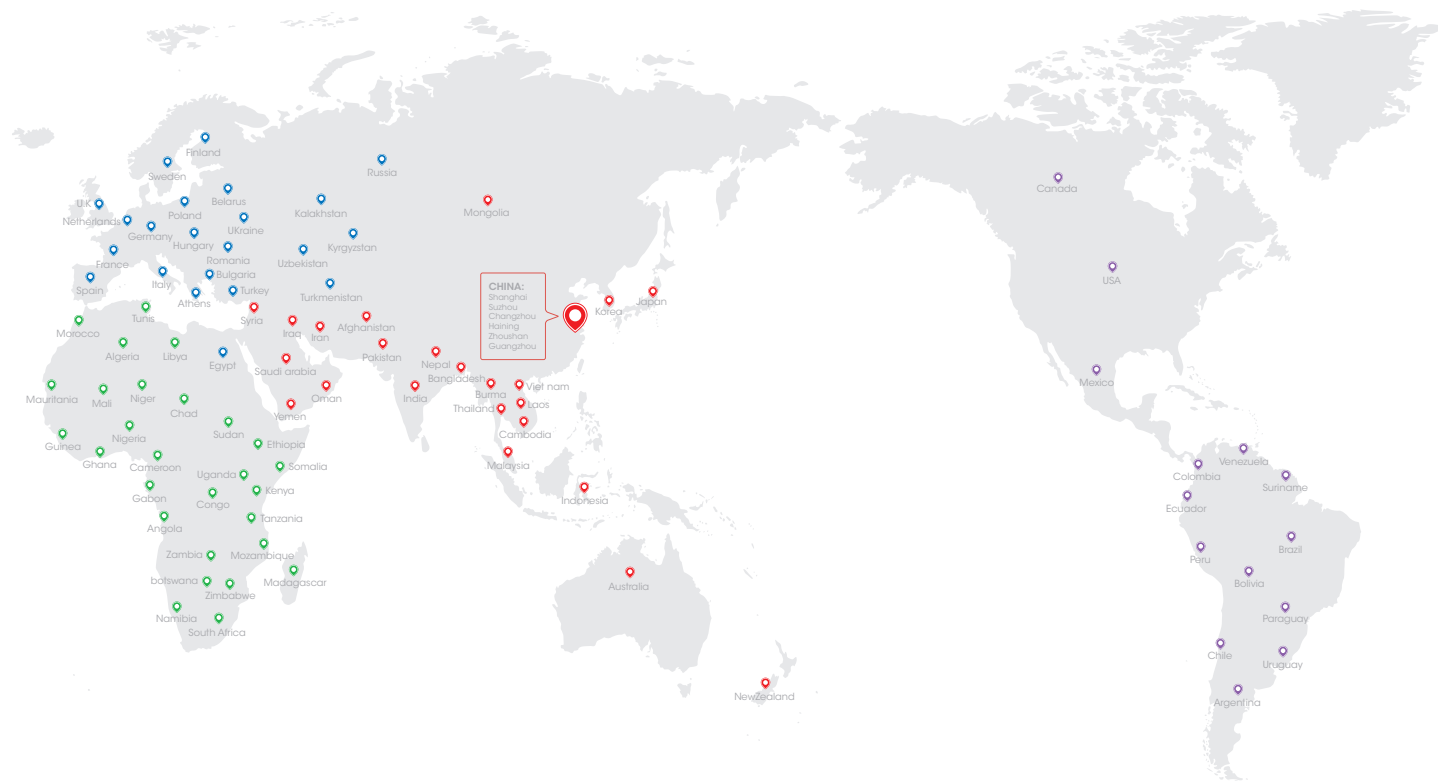 Finland
Sweden
Russia
Belarus
U.K
Poland
Kalakhstan
Netherlands
Germany
UKraine
Hungary
Kyrgyzstan
Romania
Uzbekistan
France
Bulgaria
Italy
Spain
Turkey
Turkmenistan
Athens
Mongolia
Canada
USA
CHINA:
Shanghai
Suzhou
Changzhou
Haining
Zhoushan
Guangzhou
Korea
Japan
Tunis
Syria
Morocco
Iraq
Iran
Afghanistan
Algeria
Libya
Egypt
Pakistan
Saudi arabia
Nepal
Bangladesh
Mexico
Mauritania
Mali
Niger
Oman
India
Burma
Viet nam
Chad
Yemen
Thailand
Laos
Nigeria
Sudan
Cambodia
Guinea
Ethiopia
Ghana
Cameroon
Somalia
Malaysia
Venezuela
Uganda
Colombia
Gabon
Congo
Kenya
Indonesia
Suriname
Ecuador
Angola
Tanzania
Zambia
Mozambique
Brazil
Peru
botswana
Madagascar
Zimbabwe
Australia
Bolivia
Namibia
South Africa
Paraguay
Chile
Uruguay
NewZealand
Argentina